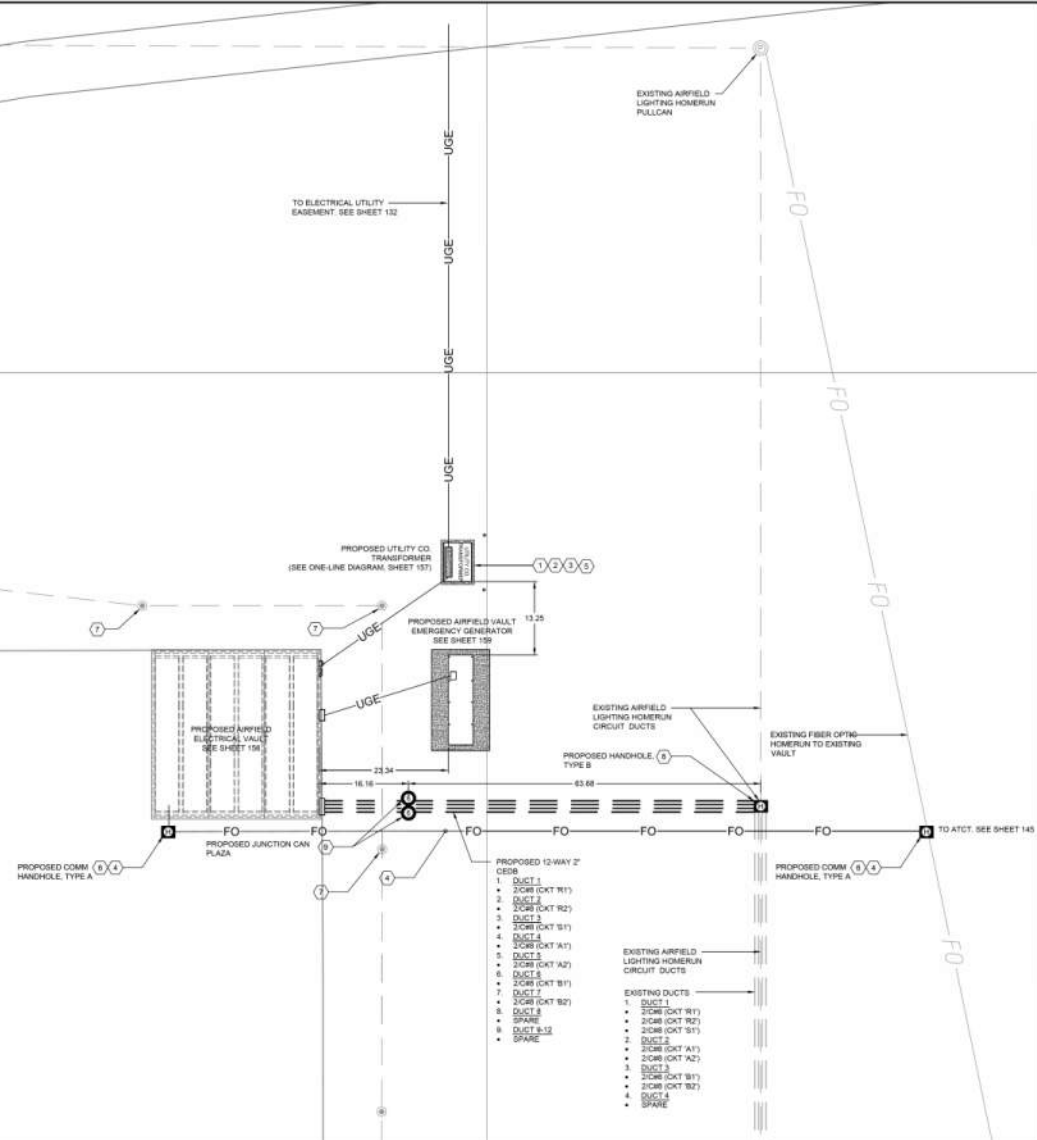 EXISTING AIRFIELD
LIGHTING HOMERUN
PULLCAN
UGE
FO
TO ELECTRICAL UTILITY
EASEMENT. SEE SHEET 132
UGE
UGE
FO
UGE
PROPOSED UTILITY CO.
TRANSFORMER
(SEE ONE-LINE DIAGRAM, SHEET 157)
UTILITY CO.
TRANSFORMER
1 2 3 5
FO
13.25
7
7
UGE
PROPOSED AIRFIELD VAULT
EMERGENCY GENERATOR
SEE SHEET 159
UGE
PROPOSED AIRFIELD
ELECTRICAL VAULT
SEE SHEET 156
EXISTING AIRFIELD
LIGHTING HOMERUN
CIRCUIT DUCTS
EXISTING FIBER OPTIC
HOMERUN TO EXISTING
VAULT
PROPOSED HANDHOLE, 6
TYPE B
23.34
16.16
63.68
FO FO FO FO FO FO FO
TO ATCT. SEE SHEET 145
PROPOSED JUNCTION CAN
PLAZA
9
PROPOSED COMM 6 4
HANDHOLE, TYPE A
7
4
PROPOSED COMM 6 4
HANDHOLE, TYPE A
PROPOSED 12-WAY 2"
CEDB
1. DUCT 1
• 2/C#8 (CKT 'R1')
2. DUCT 2
• 2/C#8 (CKT 'R2')
3. DUCT 3
• 2/C#8 (CKT 'S1')
4. DUCT 4
• 2/C#8 (CKT 'A1')
5. DUCT 5
• 2/C#8 (CKT 'A2')
6. DUCT 6
• 2/C#8 (CKT 'B1')
7. DUCT 7
• 2/C#8 (CKT 'B2')
8. DUCT 8
• SPARE
9. DUCT 9-12
• SPARE
FO
EXISTING AIRFIELD
LIGHTING HOMERUN
CIRCUIT DUCTS
EXISTING DUCTS
1. DUCT 1
• 2/C#8 (CKT 'R1')
• 2/C#8 (CKT 'R2')
• 2/C#8 (CKT 'S1')
2. DUCT 2
• 2/C#8 (CKT 'A1')
• 2/C#8 (CKT 'A2')
3. DUCT 3
• 2/C#8 (CKT 'B1')
• 2/C#8 (CKT 'B2')
4. DUCT 4
• SPARE